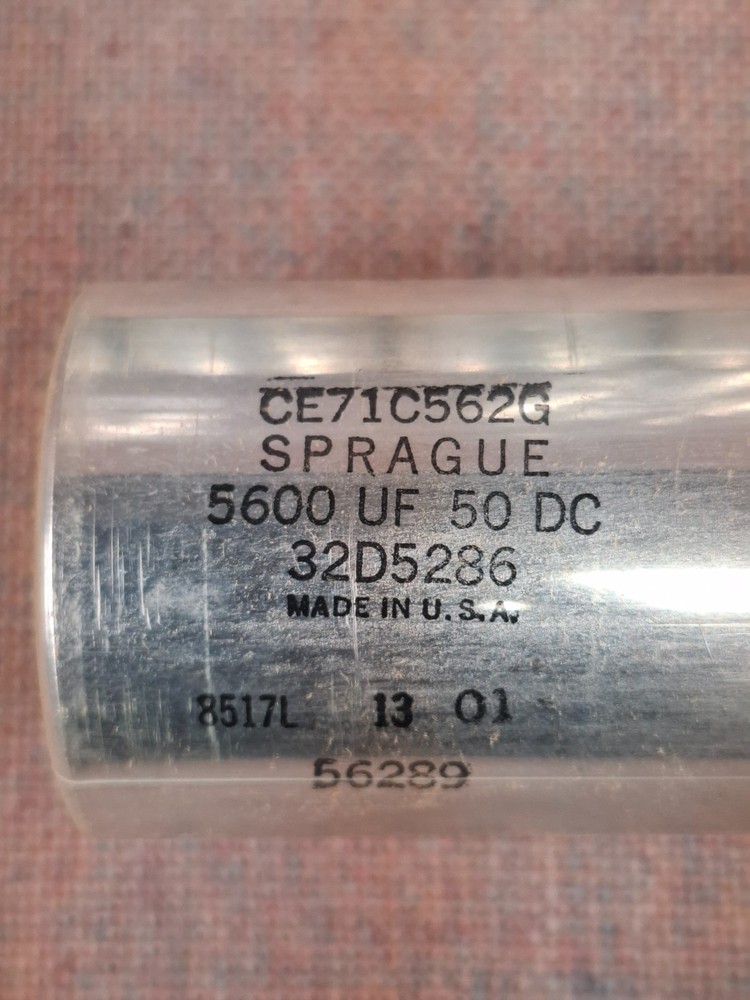 CE71C562G
SPRAGUE
5600 UF 50 DC
32D5286
MADE IN U.S.A.
8517L 13 01
56289